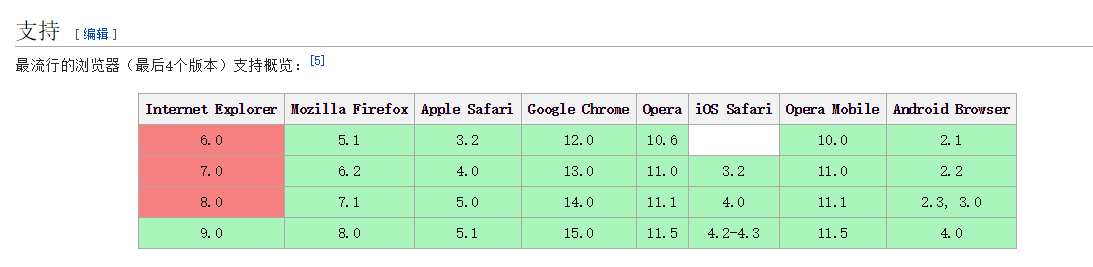 支持 [ 编辑 ]
最流行的浏览器（最后4个版本）支持概览：[5]
Internet Explorer Mozilla Firefox Apple Safari Google Chrome Opera iOS Safari Opera Mobile Android Browser
6.0 5.1 3.2 12.0 10.6 10.0 2.1
7.0 6.2 4.0 13.0 11.0 3.2 11.0 2.2
8.0 7.1 5.0 14.0 11.1 4.0 11.1 2.3, 3.0
9.0 8.0 5.1 15.0 11.5 4.2-4.3 11.5 4.0